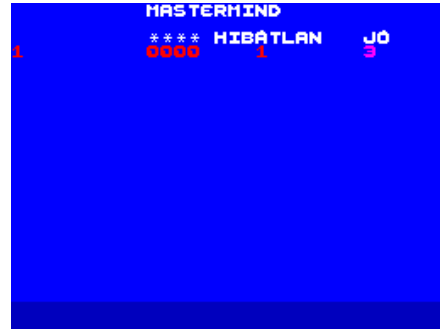 MASTERMIND
**** HIBÁTLAN JÓ
1 0000 1 3